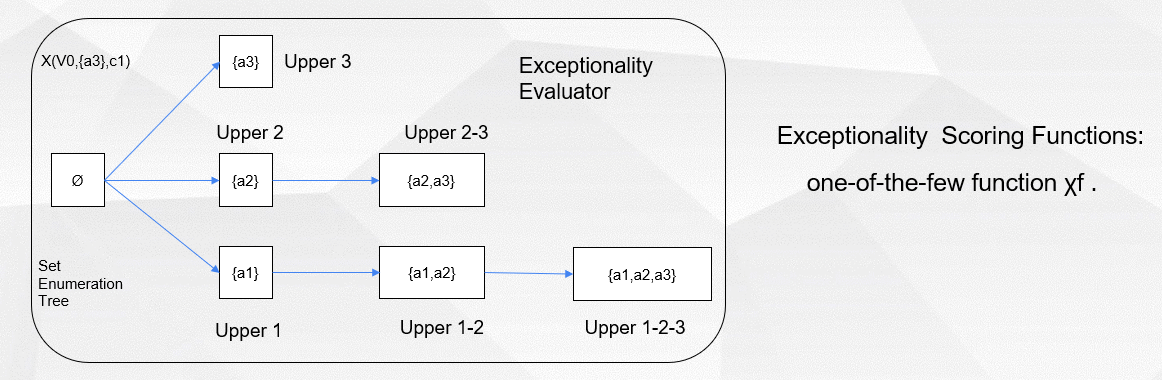 X(V0,{a3},c1)
{a3}
Upper 3
Exceptionality
Evaluator
Upper 2
Upper 2-3
Ø
{a2}
{a2,a3}
Set
Enumeration
Tree
{a1}
{a1,a2}
{a1,a2,a3}
Upper 1
Upper 1-2
Upper 1-2-3
Exceptionality Scoring Functions:
one-of-the-few function χf .